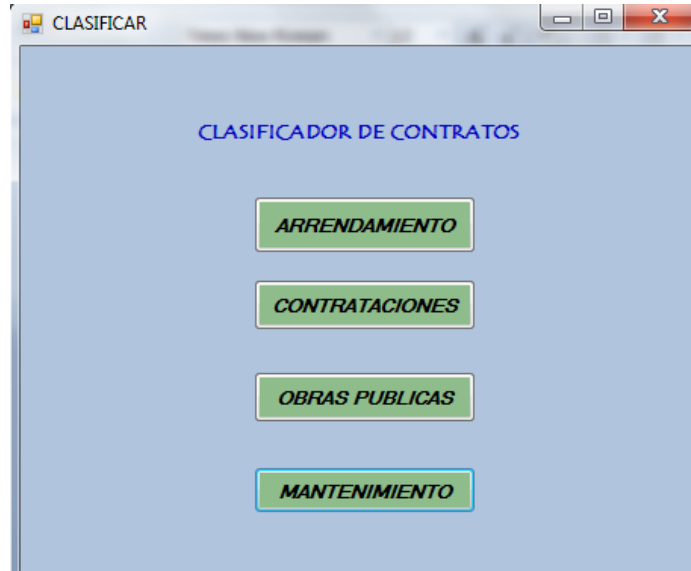 CLASIFICAR
CLASIFICADOR DE CONTRATOS
ARRENDAMIENTO
CONTRATACIONES
OBRAS PUBLICAS
MANTENIMIENTO